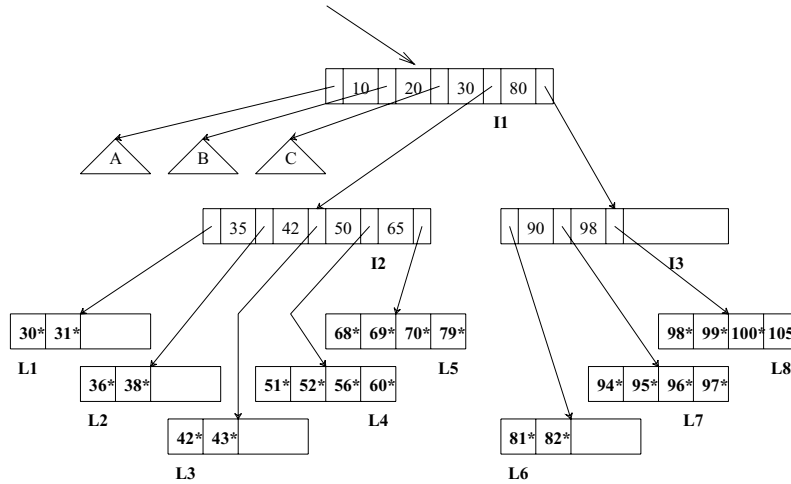 10 20 30 80
I1
A B C
35 42 50 65
90 98
I2
I3
30* 31*
68* 69* 70* 79*
98* 99* 100* 105
L1
L5
L8
36* 38*
51* 52* 56* 60*
94* 95* 96* 97*
L2
L4
L7
42* 43*
81* 82*
L3
L6